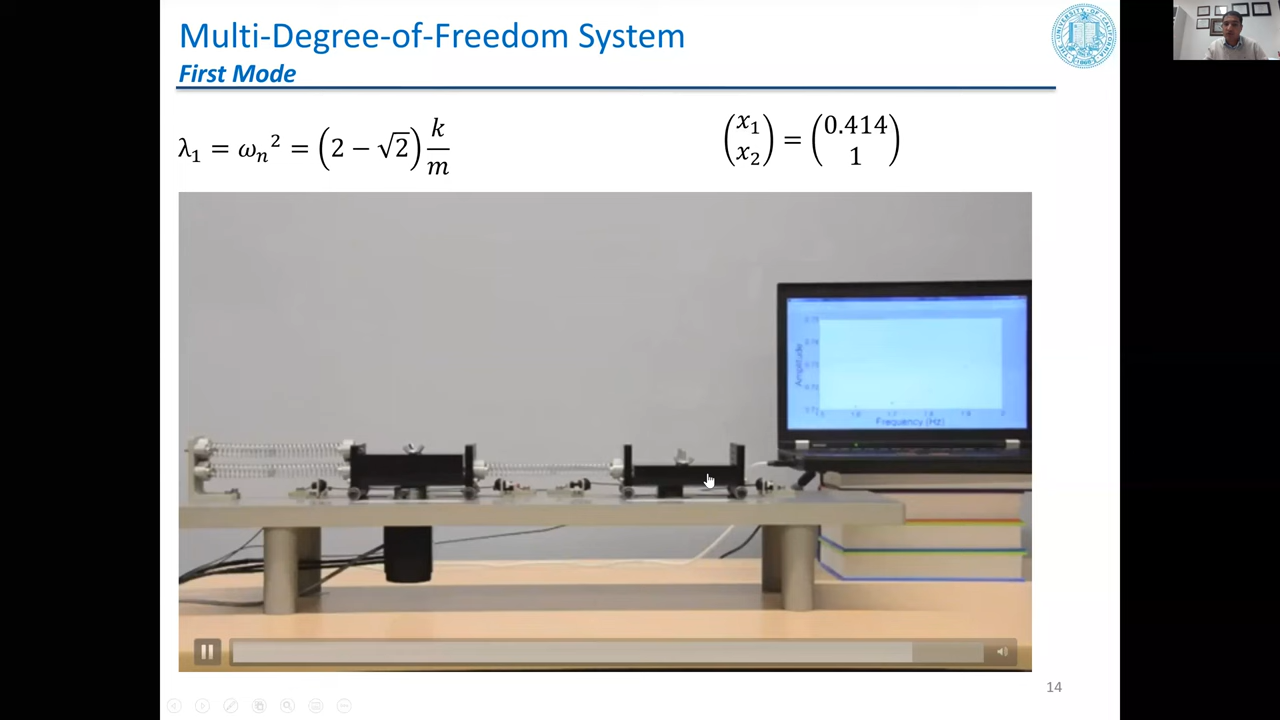 Multi-Degree-of-Freedom System
First Mode
λ₁ = ωₙ² = (2 − √2) k/m
(x₁ x₂) = (0.414 1)
Amplitude
Frequency (Hz)
14